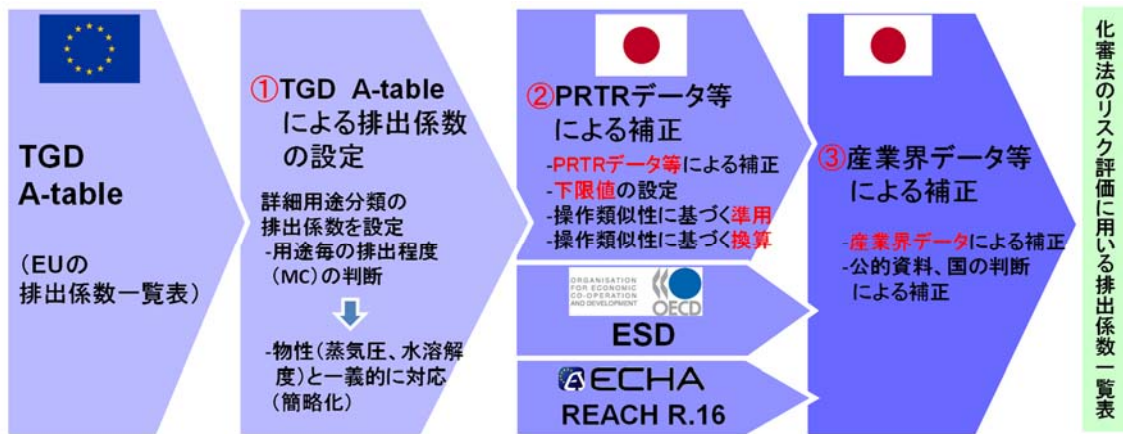 TGD
A-table
（EUの
排出係数一覧表）
①TGD A-table
による排出係数
の設定
詳細用途分類の
排出係数を設定
-用途毎の排出程度
（MC）の判断
-物性（蒸気圧、水溶解
度）と一義的に対応
（簡略化）
②PRTRデータ等
による補正
-PRTRデータ等による補正
-下限値の設定
-操作類似性に基づく準用
-操作類似性に基づく換算
ORGANISATION
FOR ECONOMIC
CO-OPERATION
AND DEVELOPMENT
OECD
ESD
ECHA
REACH R.16
③産業界データ等
による補正
-産業界データによる補正
-公的資料、国の判断
による補正
化審法のリスク評価に用いる排出係数一覧表